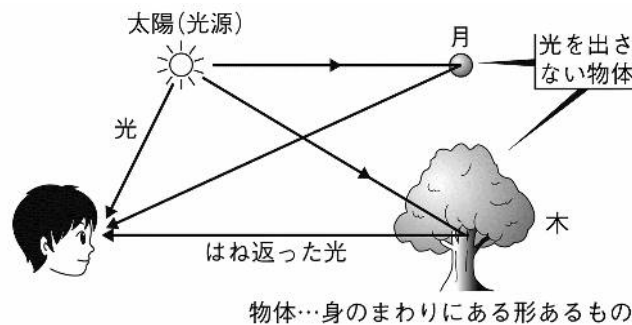 太陽(光源)
月
光を出さ
ない物体
光
木
はね返った光
物体…身のまわりにある形あるもの